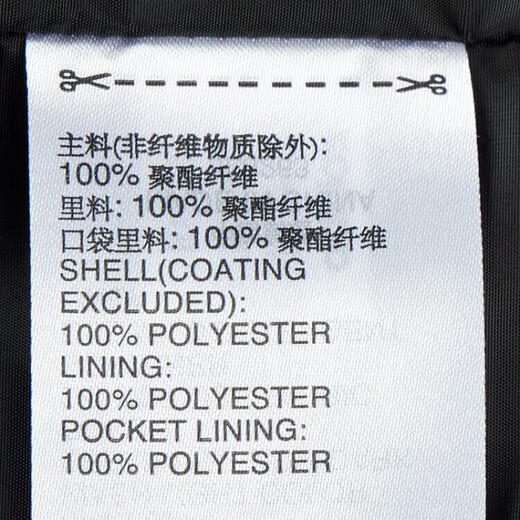 主料(非纤维物质除外):
100% 聚酯纤维
里料: 100% 聚酯纤维
口袋里料: 100% 聚酯纤维
SHELL(COATING
EXCLUDED):
100% POLYESTER
LINING:
100% POLYESTER
POCKET LINING:
100% POLYESTER